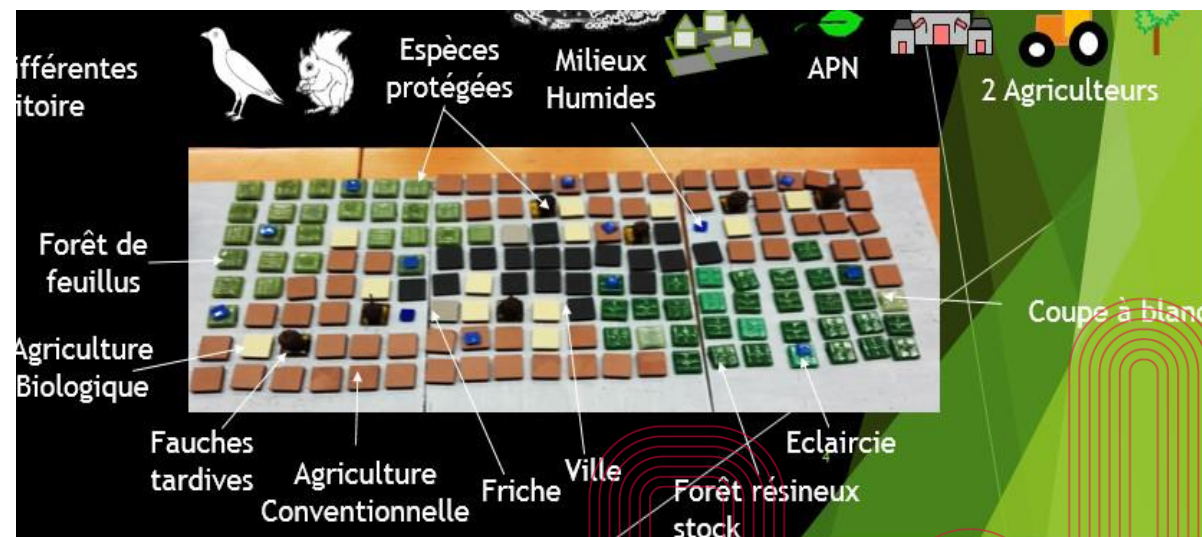 ifférentes
itoire
Espèces
protégées
Milieux
Humides
APN
2 Agriculteurs
Forêt de
feuillus
Agriculture
Biologique
Coupe à blanc
Fauches
tardives
Agriculture
Conventionnelle
Friche
Ville
Forêt résineux
stock
Eclaircie
4